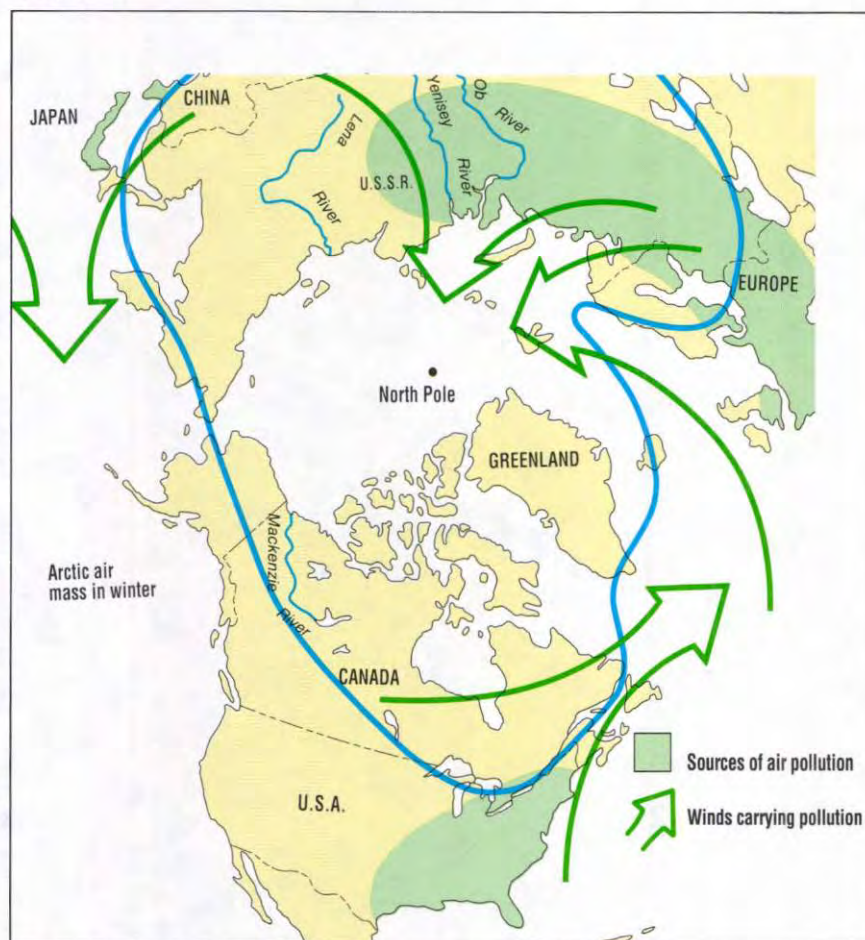 CHINA
JAPAN
Lena
River
Yenisey
River
Ob
River
U.S.S.R.
EUROPE
North Pole
GREENLAND
Mackenzie
River
Arctic air
mass in winter
CANADA
U.S.A.
Sources of air pollution
Winds carrying pollution